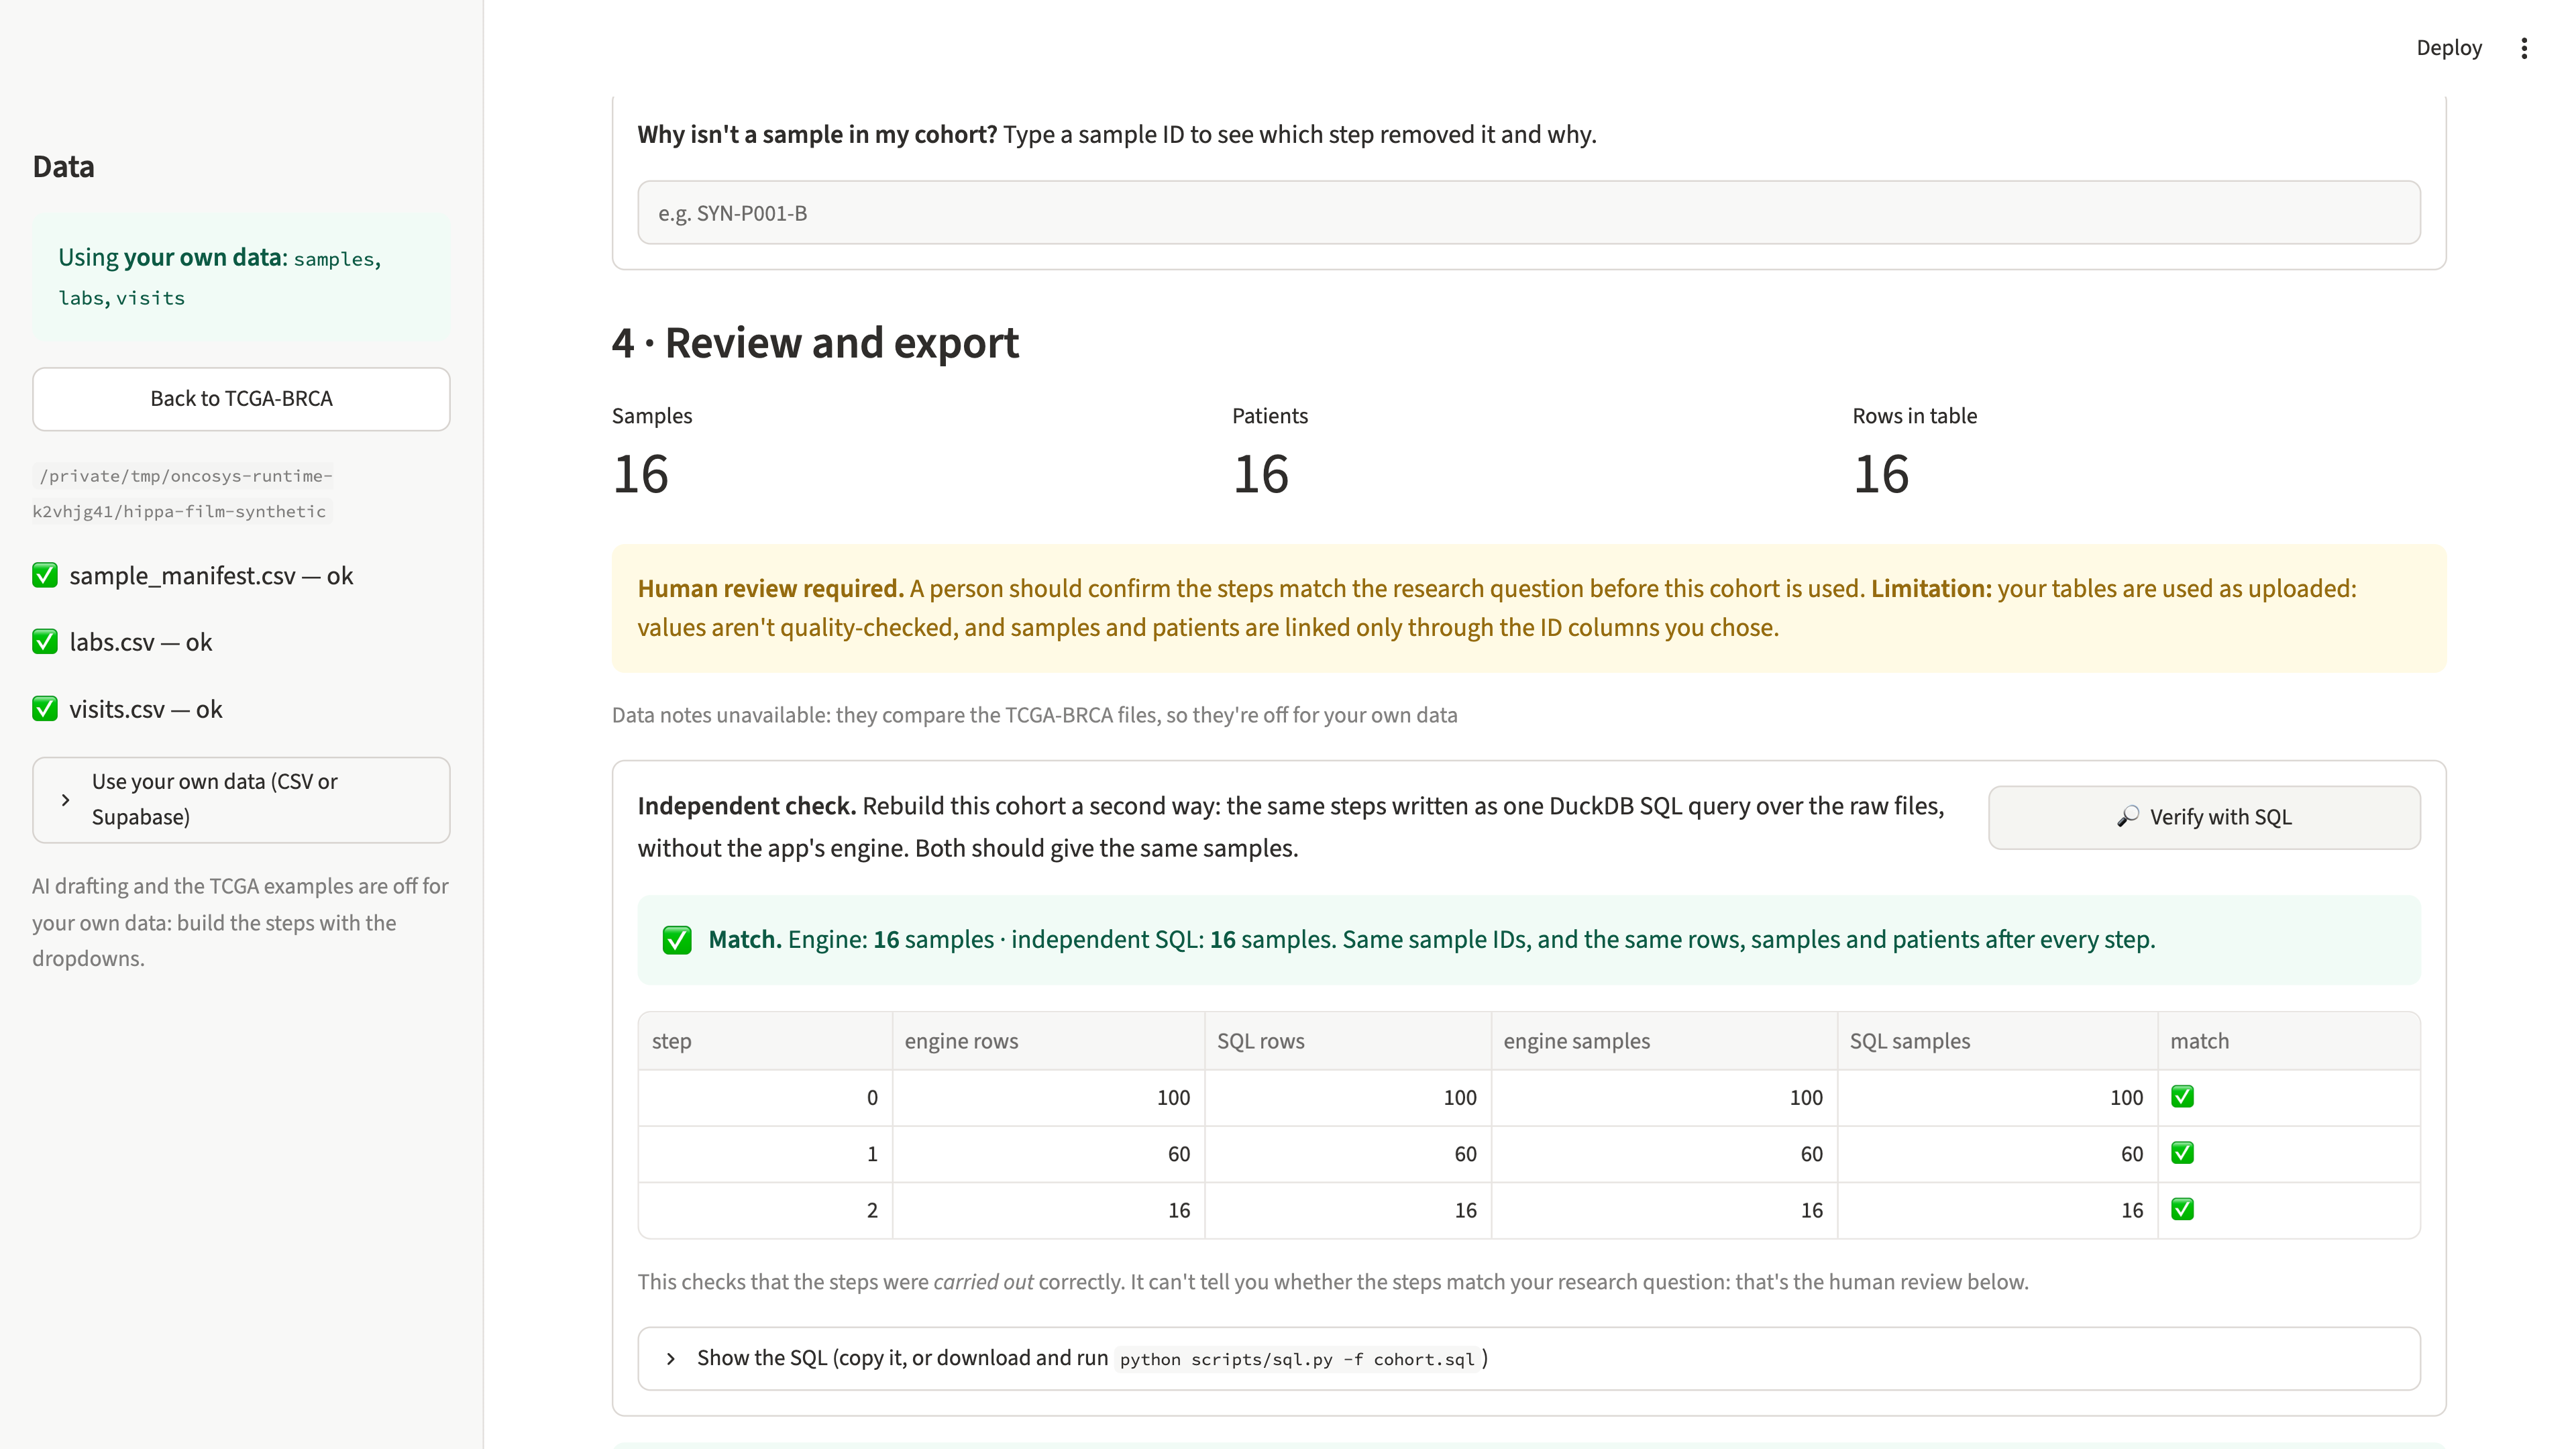 Deploy
Data
Using your own data: samples,
labs, visits
Back to TCGA-BRCA
/private/tmp/oncosys-runtime-
k2vhjg41/hippa-film-synthetic
✅ sample_manifest.csv — ok
✅ labs.csv — ok
✅ visits.csv — ok
Use your own data (CSV or
Supabase)
AI drafting and the TCGA examples are off for
your own data: build the steps with the
dropdowns.
Why isn't a sample in my cohort? Type a sample ID to see which step removed it and why.
e.g. SYN-P001-B
4 · Review and export
Samples Patients Rows in table
16 16 16
Human review required. A person should confirm the steps match the research question before this cohort is used. Limitation: your tables are used as uploaded:
values aren't quality-checked, and samples and patients are linked only through the ID columns you chose.
Data notes unavailable: they compare the TCGA-BRCA files, so they're off for your own data
Independent check. Rebuild this cohort a second way: the same steps written as one DuckDB SQL query over the raw files,
without the app's engine. Both should give the same samples.
🔎 Verify with SQL
✅ Match. Engine: 16 samples · independent SQL: 16 samples. Same sample IDs, and the same rows, samples and patients after every step.
step engine rows SQL rows engine samples SQL samples match
0 100 100 100 100 ✅
1 60 60 60 60 ✅
2 16 16 16 16 ✅
This checks that the steps were carried out correctly. It can't tell you whether the steps match your research question: that's the human review below.
Show the SQL (copy it, or download and run python scripts/sql.py -f cohort.sql )